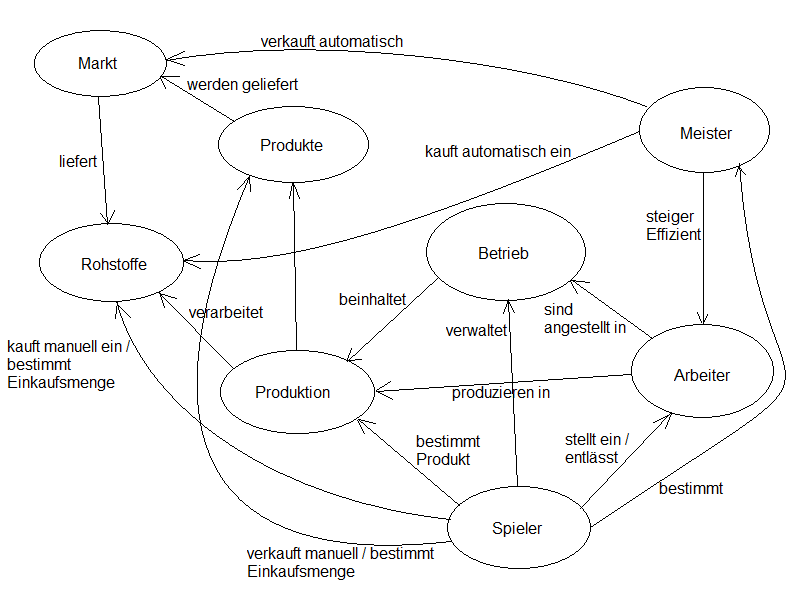 verkauft automatisch
Markt
werden geliefert
Meister
Produkte
liefert
kauft automatisch ein
steiger
Effizient
Betrieb
Rohstoffe
beinhaltet
sind
angestellt in
verarbeitet
verwaltet
kauft manuell ein /
bestimmt
Einkaufsmenge
Arbeiter
Produktion
produzieren in
bestimmt
Produkt
stellt ein /
entlässt
bestimmt
Spieler
verkauft manuell / bestimmt
Einkaufsmenge